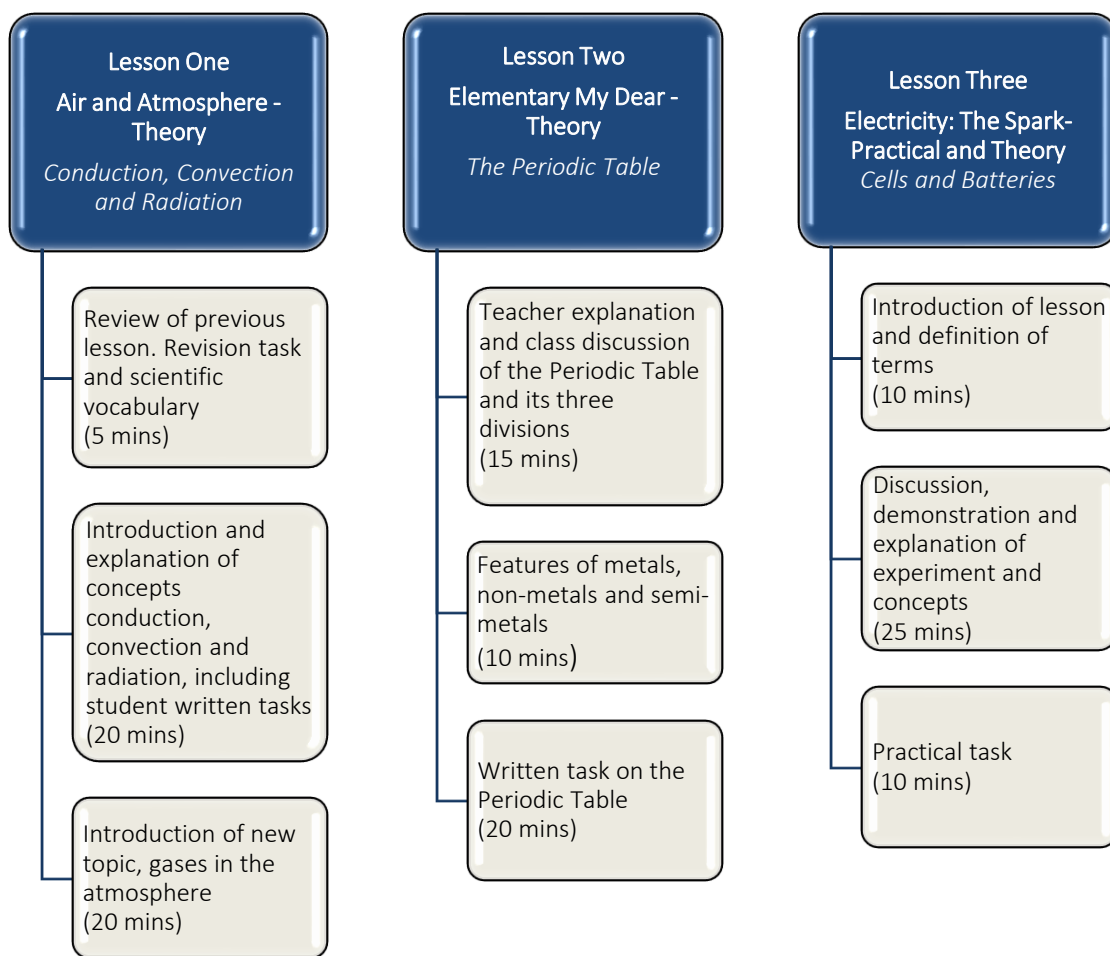 Lesson One
Air and Atmosphere -
Theory
Conduction, Convection
and Radiation
Review of previous
lesson. Revision task
and scientific
vocabulary
(5 mins)
Introduction and
explanation of
concepts
conduction,
convection and
radiation, including
student written tasks
(20 mins)
Introduction of new
topic, gases in the
atmosphere
(20 mins)
Lesson Two
Elementary My Dear -
Theory
The Periodic Table
Teacher explanation
and class discussion
of the Periodic Table
and its three
divisions
(15 mins)
Features of metals,
non-metals and semi-
metals
(10 mins)
Written task on the
Periodic Table
(20 mins)
Lesson Three
Electricity: The Spark-
Practical and Theory
Cells and Batteries
Introduction of lesson
and definition of
terms
(10 mins)
Discussion,
demonstration and
explanation of
experiment and
concepts
(25 mins)
Practical task
(10 mins)